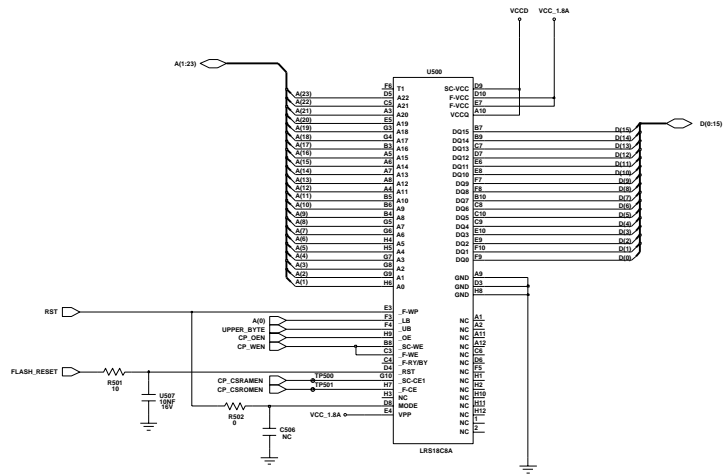 VCCD VCC_1.8A
A(1:23)
U500
F6 T1 SC-VCC D9
A(23) D5 A22 F-VCC D10
A(22) C5 A21 F-VCC E7
A(21) A3 A20 VCCQ A10
A(20) E5 A19
A(19) G3 A18 DQ15 B7 D(15)
A(18) G4 A17 DQ14 B9 D(14)
A(17) B3 A16 DQ13 C7 D(13)
A(16) A5 A15 DQ12 D7 D(12)
A(15) A6 A14 DQ11 E6 D(11)
A(14) A7 A13 DQ10 E8 D(10)
A(13) A8 A12 DQ9 F7 D(9)
A(12) A4 A11 DQ8 F8 D(8)
A(11) B5 A10 DQ7 B10 D(7)
A(10) B6 A9 DQ6 C8 D(6)
A(9) B4 A8 DQ5 C10 D(5)
A(8) G5 A7 DQ4 C9 D(4)
A(7) G6 A6 DQ3 E10 D(3)
A(6) H4 A5 DQ2 E9 D(2)
A(5) H5 A4 DQ1 F10 D(1)
A(4) G7 A3 DQ0 F9 D(0)
A(3) G8 A2
A(2) G9 A1 GND A9
A(1) H6 A0 GND D3
GND H8
D(0:15)
RST E3 _F-WP
A(0) F3 _LB NC A1
UPPER_BYTE F4 _UB NC A2
CP_OEN H9 _OE NC A11
CP_WEN B8 _SC-WE NC A12
C3 _F-WE NC C6
C4 _F-RY/BY NC D6
FLASH_RESET D4 _RST NC F5
CP_CSRAMEN TP500 G10 _SC-CE1 NC H1
CP_CSROMEN TP501 H7 _F-CE NC H2
H3 NC NC H10
D8 MODE NC H11
VCC_1.8A E4 VPP NC H12
NC 1
NC 2
R501
10
U507
10NF
16V
R502
0
C506
NC
LRS18C8A